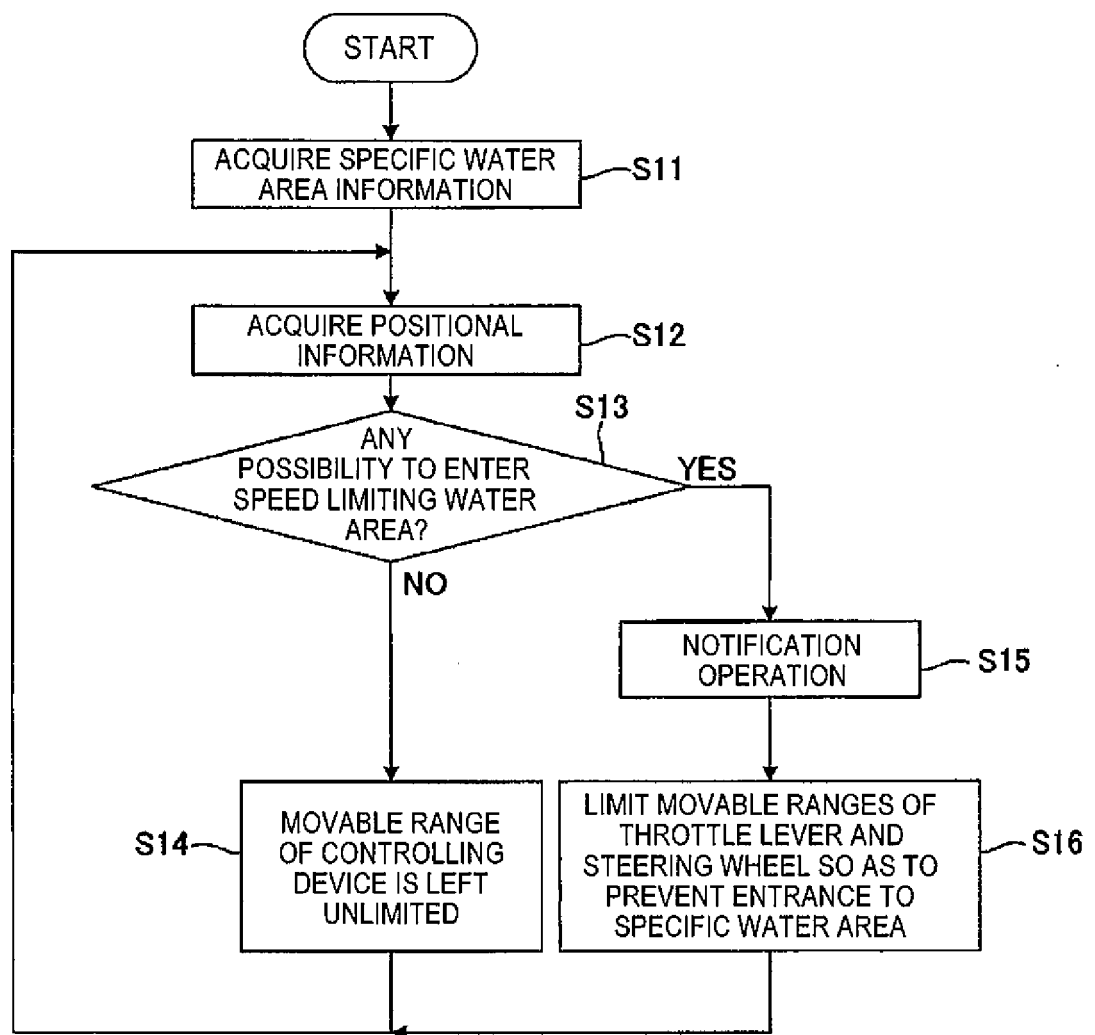 START
ACQUIRE SPECIFIC WATER
AREA INFORMATION
S11
ACQUIRE POSITIONAL
INFORMATION
S12
S13
ANY
POSSIBILITY TO ENTER
SPEED LIMITING WATER
AREA?
YES
NO
NOTIFICATION
OPERATION
S15
S14
MOVABLE RANGE
OF CONTROLLING
DEVICE IS LEFT
UNLIMITED
LIMIT MOVABLE RANGES OF
THROTTLE LEVER AND
STEERING WHEEL SO AS TO
PREVENT ENTRANCE TO
SPECIFIC WATER AREA
S16